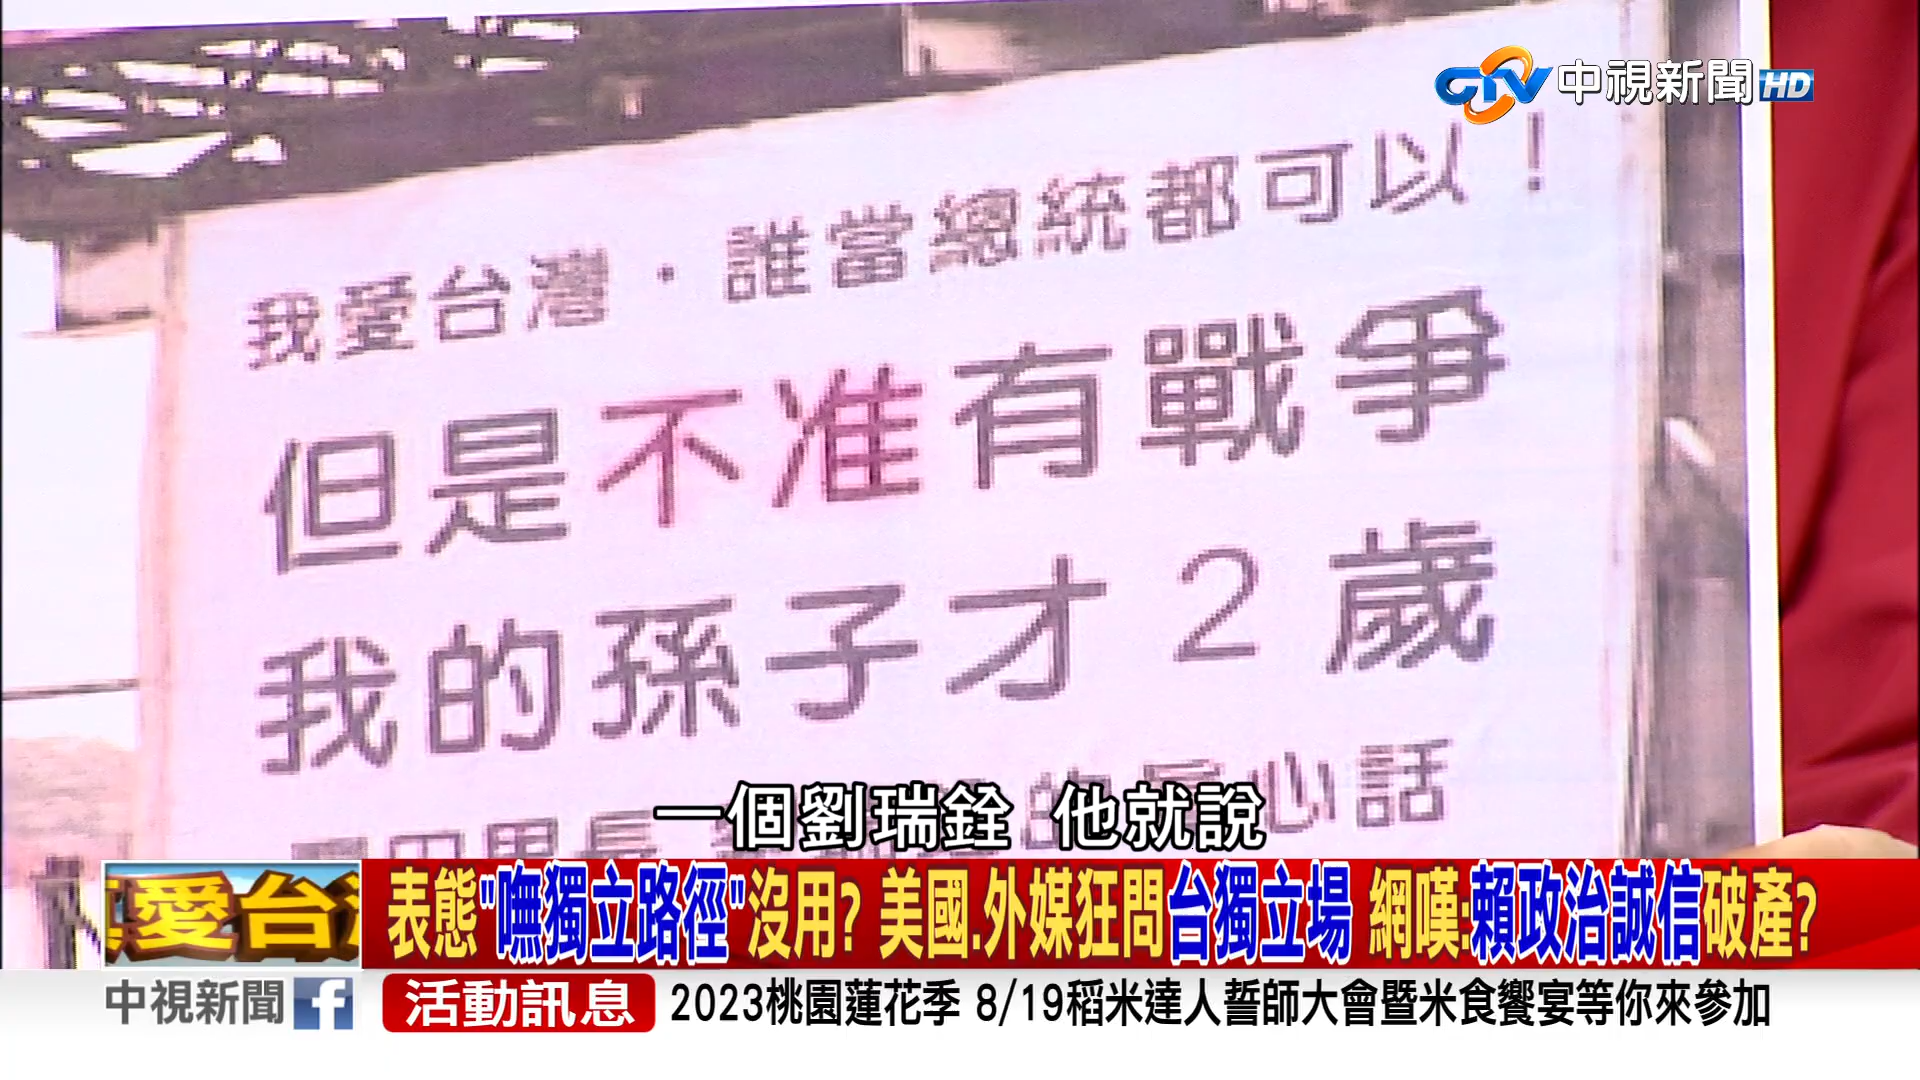 CTV 中視新聞 HD
我愛台灣．誰當總統都可以！
但是不准有戰爭
我的孫子才2歲
心話
一個劉瑞銓 他就說
愛台
表態"嘸獨立路徑"沒用? 美國.外媒狂問台獨立場 網嘆:賴政治誠信破產?
中視新聞 f 活動訊息 2023桃園蓮花季 8/19稻米達人誓師大會暨米食饗宴等你來參加